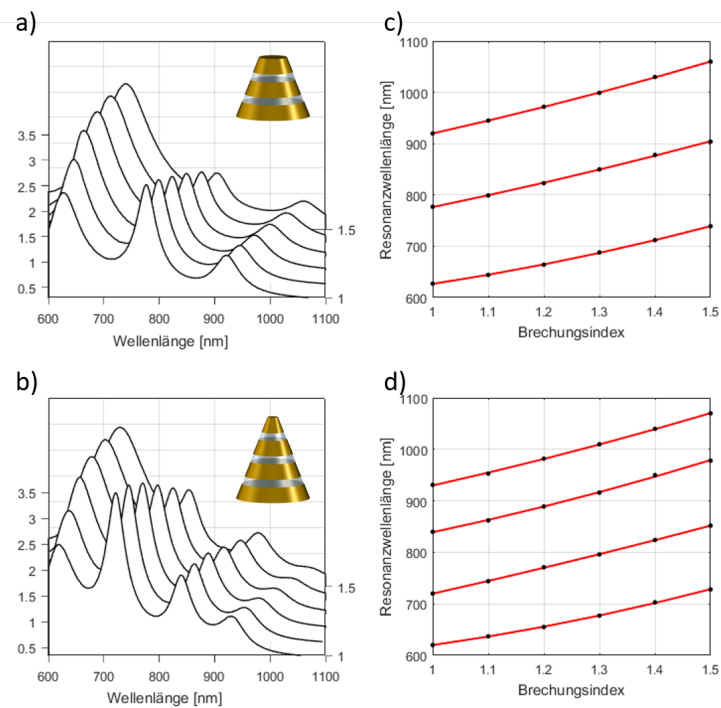 a)
3.5
3
2.5
2
1.5
1
0.5
1.5
1
600 700 800 900 1000 1100
Wellenlänge [nm]
c)
1100
1000
900
800
700
600
Resonanzwellenlänge [nm]
1 1.1 1.2 1.3 1.4 1.5
Brechungsindex
b)
3.5
3
2.5
2
1.5
1
0.5
1.5
1
600 700 800 900 1000 1100
Wellenlänge [nm]
d)
1100
1000
900
800
700
600
Resonanzwellenlänge [nm]
1 1.1 1.2 1.3 1.4 1.5
Brechungsindex